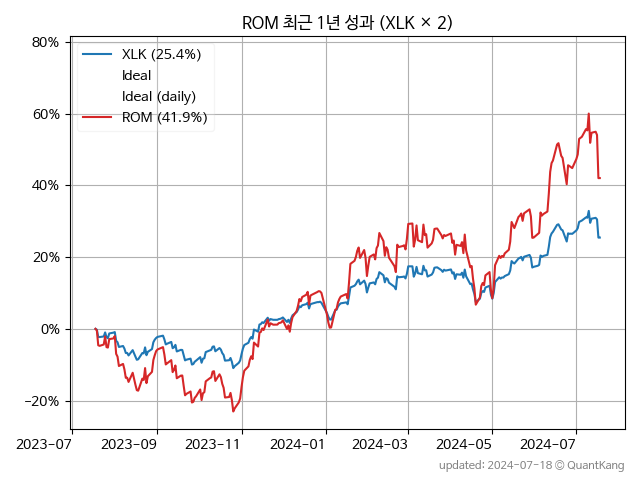 ROM 최근 1년 성과 (XLK × 2)
80%
60%
40%
20%
0%
−20%
XLK (25.4%)
Ideal
Ideal (daily)
ROM (41.9%)
2023−07
2023−09
2023−11
2024−01
2024−03
2024−05
2024−07
updated: 2024−07−18 © QuantKang